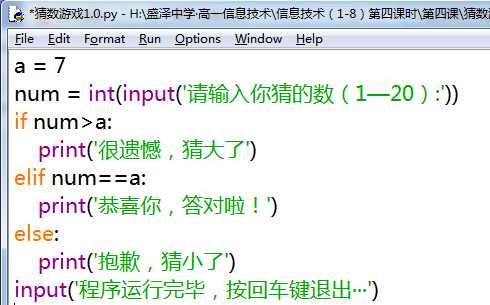 *猜数游戏1.0.py - H:\盛泽中学·高一信息技术\信息技术（1-8）第四课时\第四课\猜数游
File Edit Format Run Options Windows Help
a = 7
num = int(input('请输入你猜的数（1—20）:'))
if num>a:
    print('很遗憾，猜大了')
elif num==a:
    print('恭喜你，答对啦！')
else:
    print('抱歉，猜小了')
input('程序运行完毕，按回车键退出…')